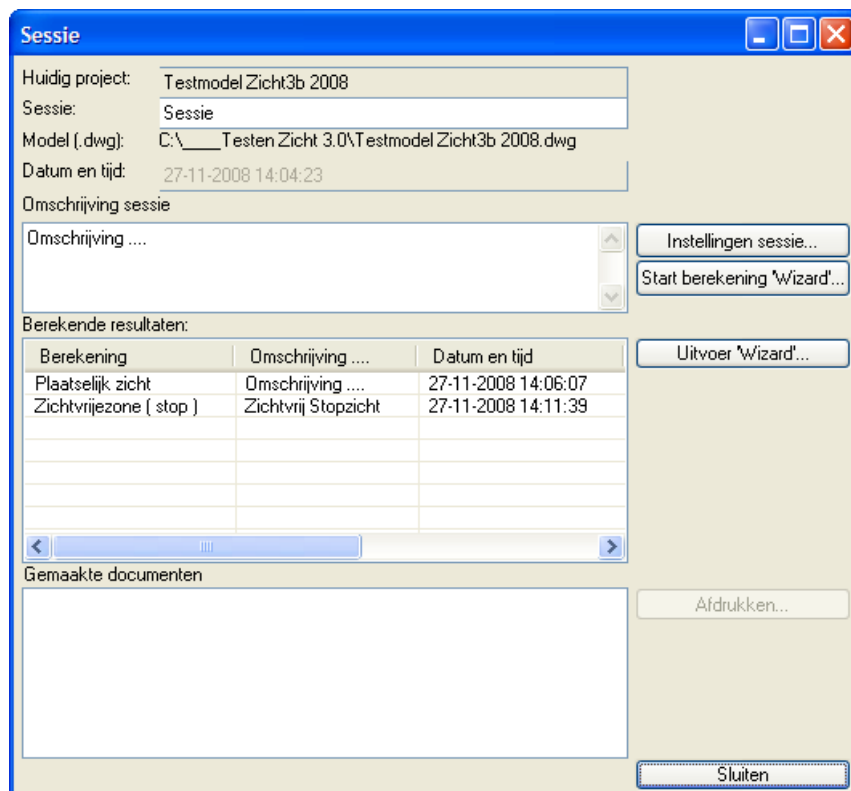 Sessie
Huidig project: Testmodel Zicht3b 2008
Sessie: Sessie
Model (.dwg): C:\____Testen Zicht 3.0\Testmodel Zicht3b 2008.dwg
Datum en tijd: 27-11-2008 14:04:23
Omschrijving sessie
Omschrijving ....
Instellingen sessie...
Start berekening 'Wizard'...
Berekende resultaten:
Uitvoer 'Wizard'...
Berekening Omschrijving .... Datum en tijd
Plaatselijk zicht Omschrijving .... 27-11-2008 14:06:07
Zichtvrijezone ( stop ) Zichtvrij Stopzicht 27-11-2008 14:11:39
Gemaakte documenten
Afdrukken...
Sluiten